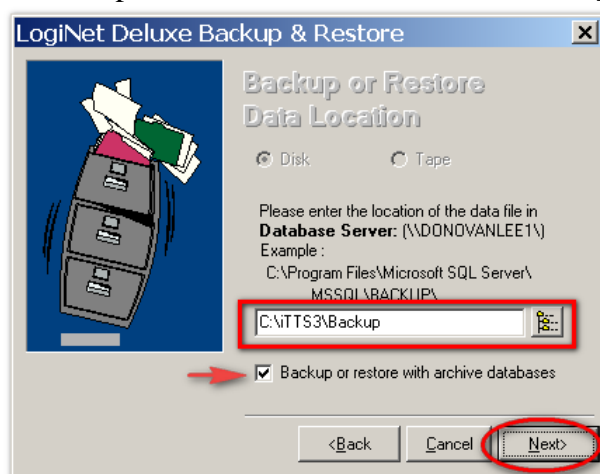 LogiNet Deluxe Backup & Restore
Backup or Restore
Data Location
Disk Tape
Please enter the location of the data file in
Database Server: (\\DONOVANLEE1\)
Example :
C:\Program Files\Microsoft SQL Server\
MSSQL\BACKUP\
C:\iTTS3\Backup
Backup or restore with archive databases
<Back Cancel Next>